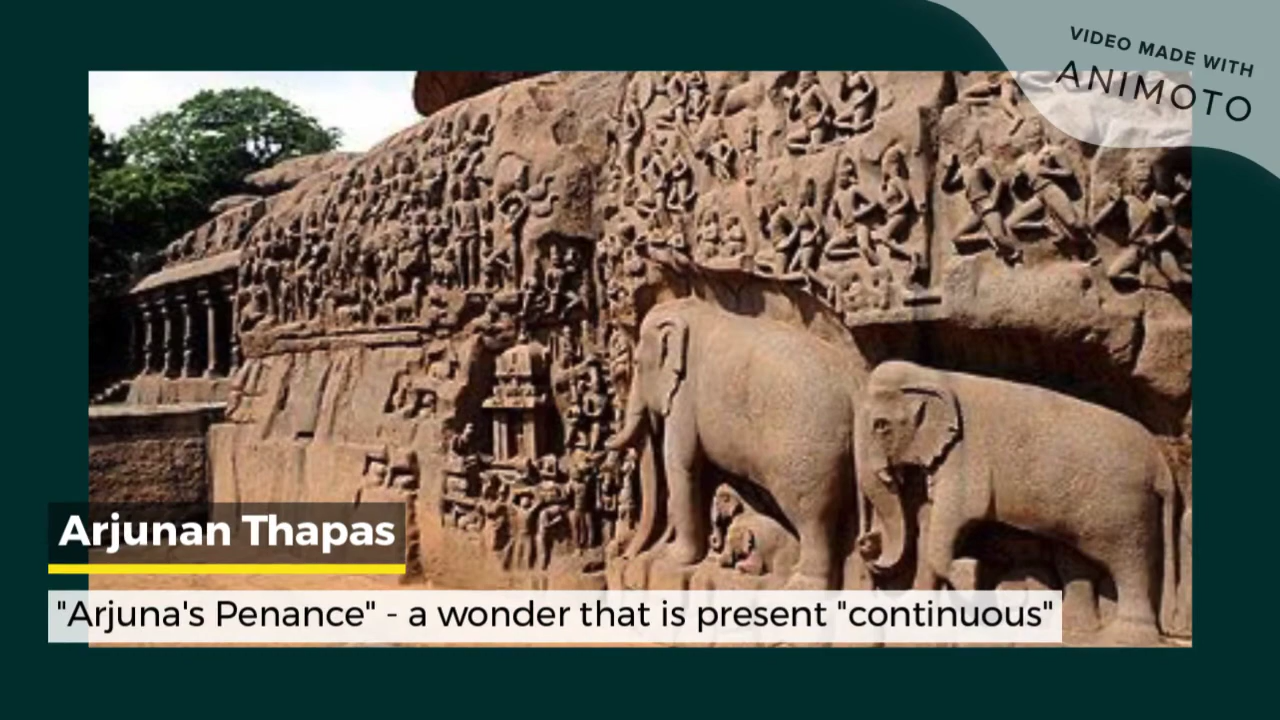 VIDEO MADE WITH
ANIMOTO
Arjunan Thapas
"Arjuna's Penance" - a wonder that is present "continuous"